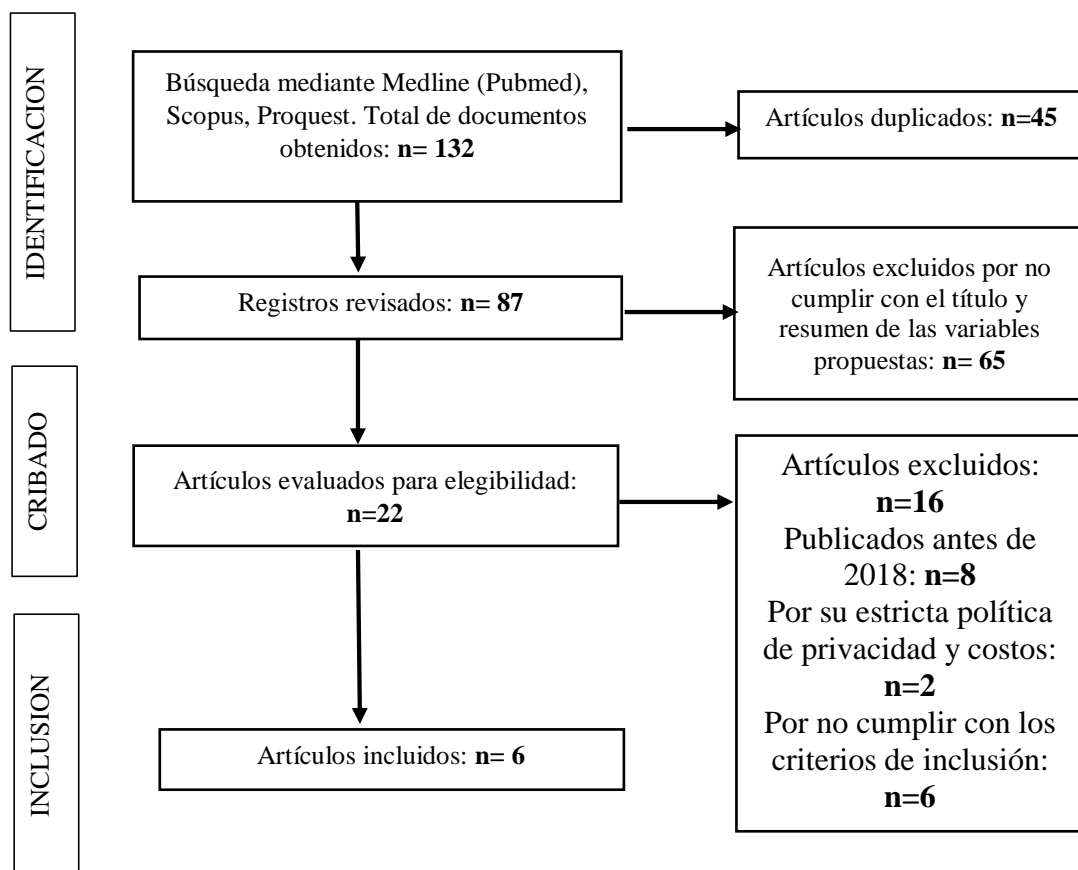 IDENTIFICACION
Búsqueda mediante Medline (Pubmed),
Scopus, Proquest. Total de documentos
obtenidos: n= 132
Artículos duplicados: n=45
Registros revisados: n= 87
Artículos excluidos por no
cumplir con el título y
resumen de las variables
propuestas: n= 65
CRIBADO
Artículos evaluados para elegibilidad:
n=22
Artículos excluidos:
n=16
Publicados antes de
2018: n=8
Por su estricta política
de privacidad y costos:
n=2
Por no cumplir con los
criterios de inclusión:
n=6
INCLUSION
Artículos incluidos: n= 6